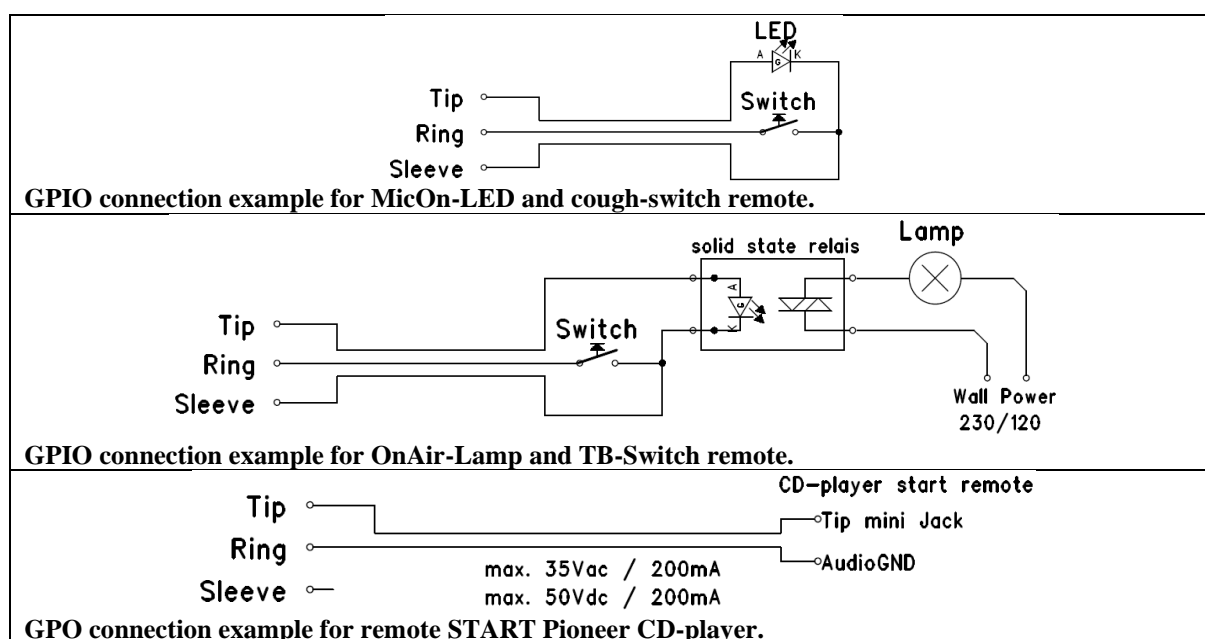 LED
A K
Tip
Switch
Ring
Sleeve
GPIO connection example for MicOn-LED and cough-switch remote.
Lamp
solid state relais
A
G
K
Tip
Switch
Ring
Sleeve
Wall Power
230/120
GPIO connection example for OnAir-Lamp and TB-Switch remote.
CD-player start remote
Tip
Tip mini Jack
Ring
AudioGND
max. 35Vac / 200mA
Sleeve
max. 50Vdc / 200mA
GPO connection example for remote START Pioneer CD-player.